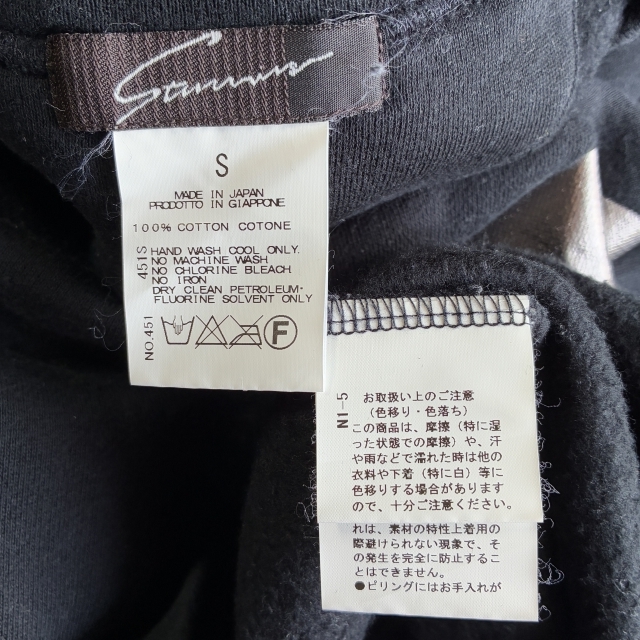 S
MADE IN JAPAN
PRODOTTO IN GIAPPONE
100% COTTON COTONE
HAND WASH COOL ONLY.
NO MACHINE WASH
NO CHLORINE BLEACH
NO IRON
DRY CLEAN PETROLEUM-
FLUORINE SOLVENT ONLY
NO.451 451S
F
N1-5
お取扱い上のご注意
(色移り・色落ち)
この商品は、摩擦(特に湿
った状態での摩擦)や、汗
や雨などで濡れた時は他の
衣料や下着(特に白)等に
色移りする場合があります
ので、十分ご注意ください。
れは、素材の特性上着用の
際避けられない現象で、そ
の発生を完全に防止するこ
とはできません。
●ピリングにはお手入れが